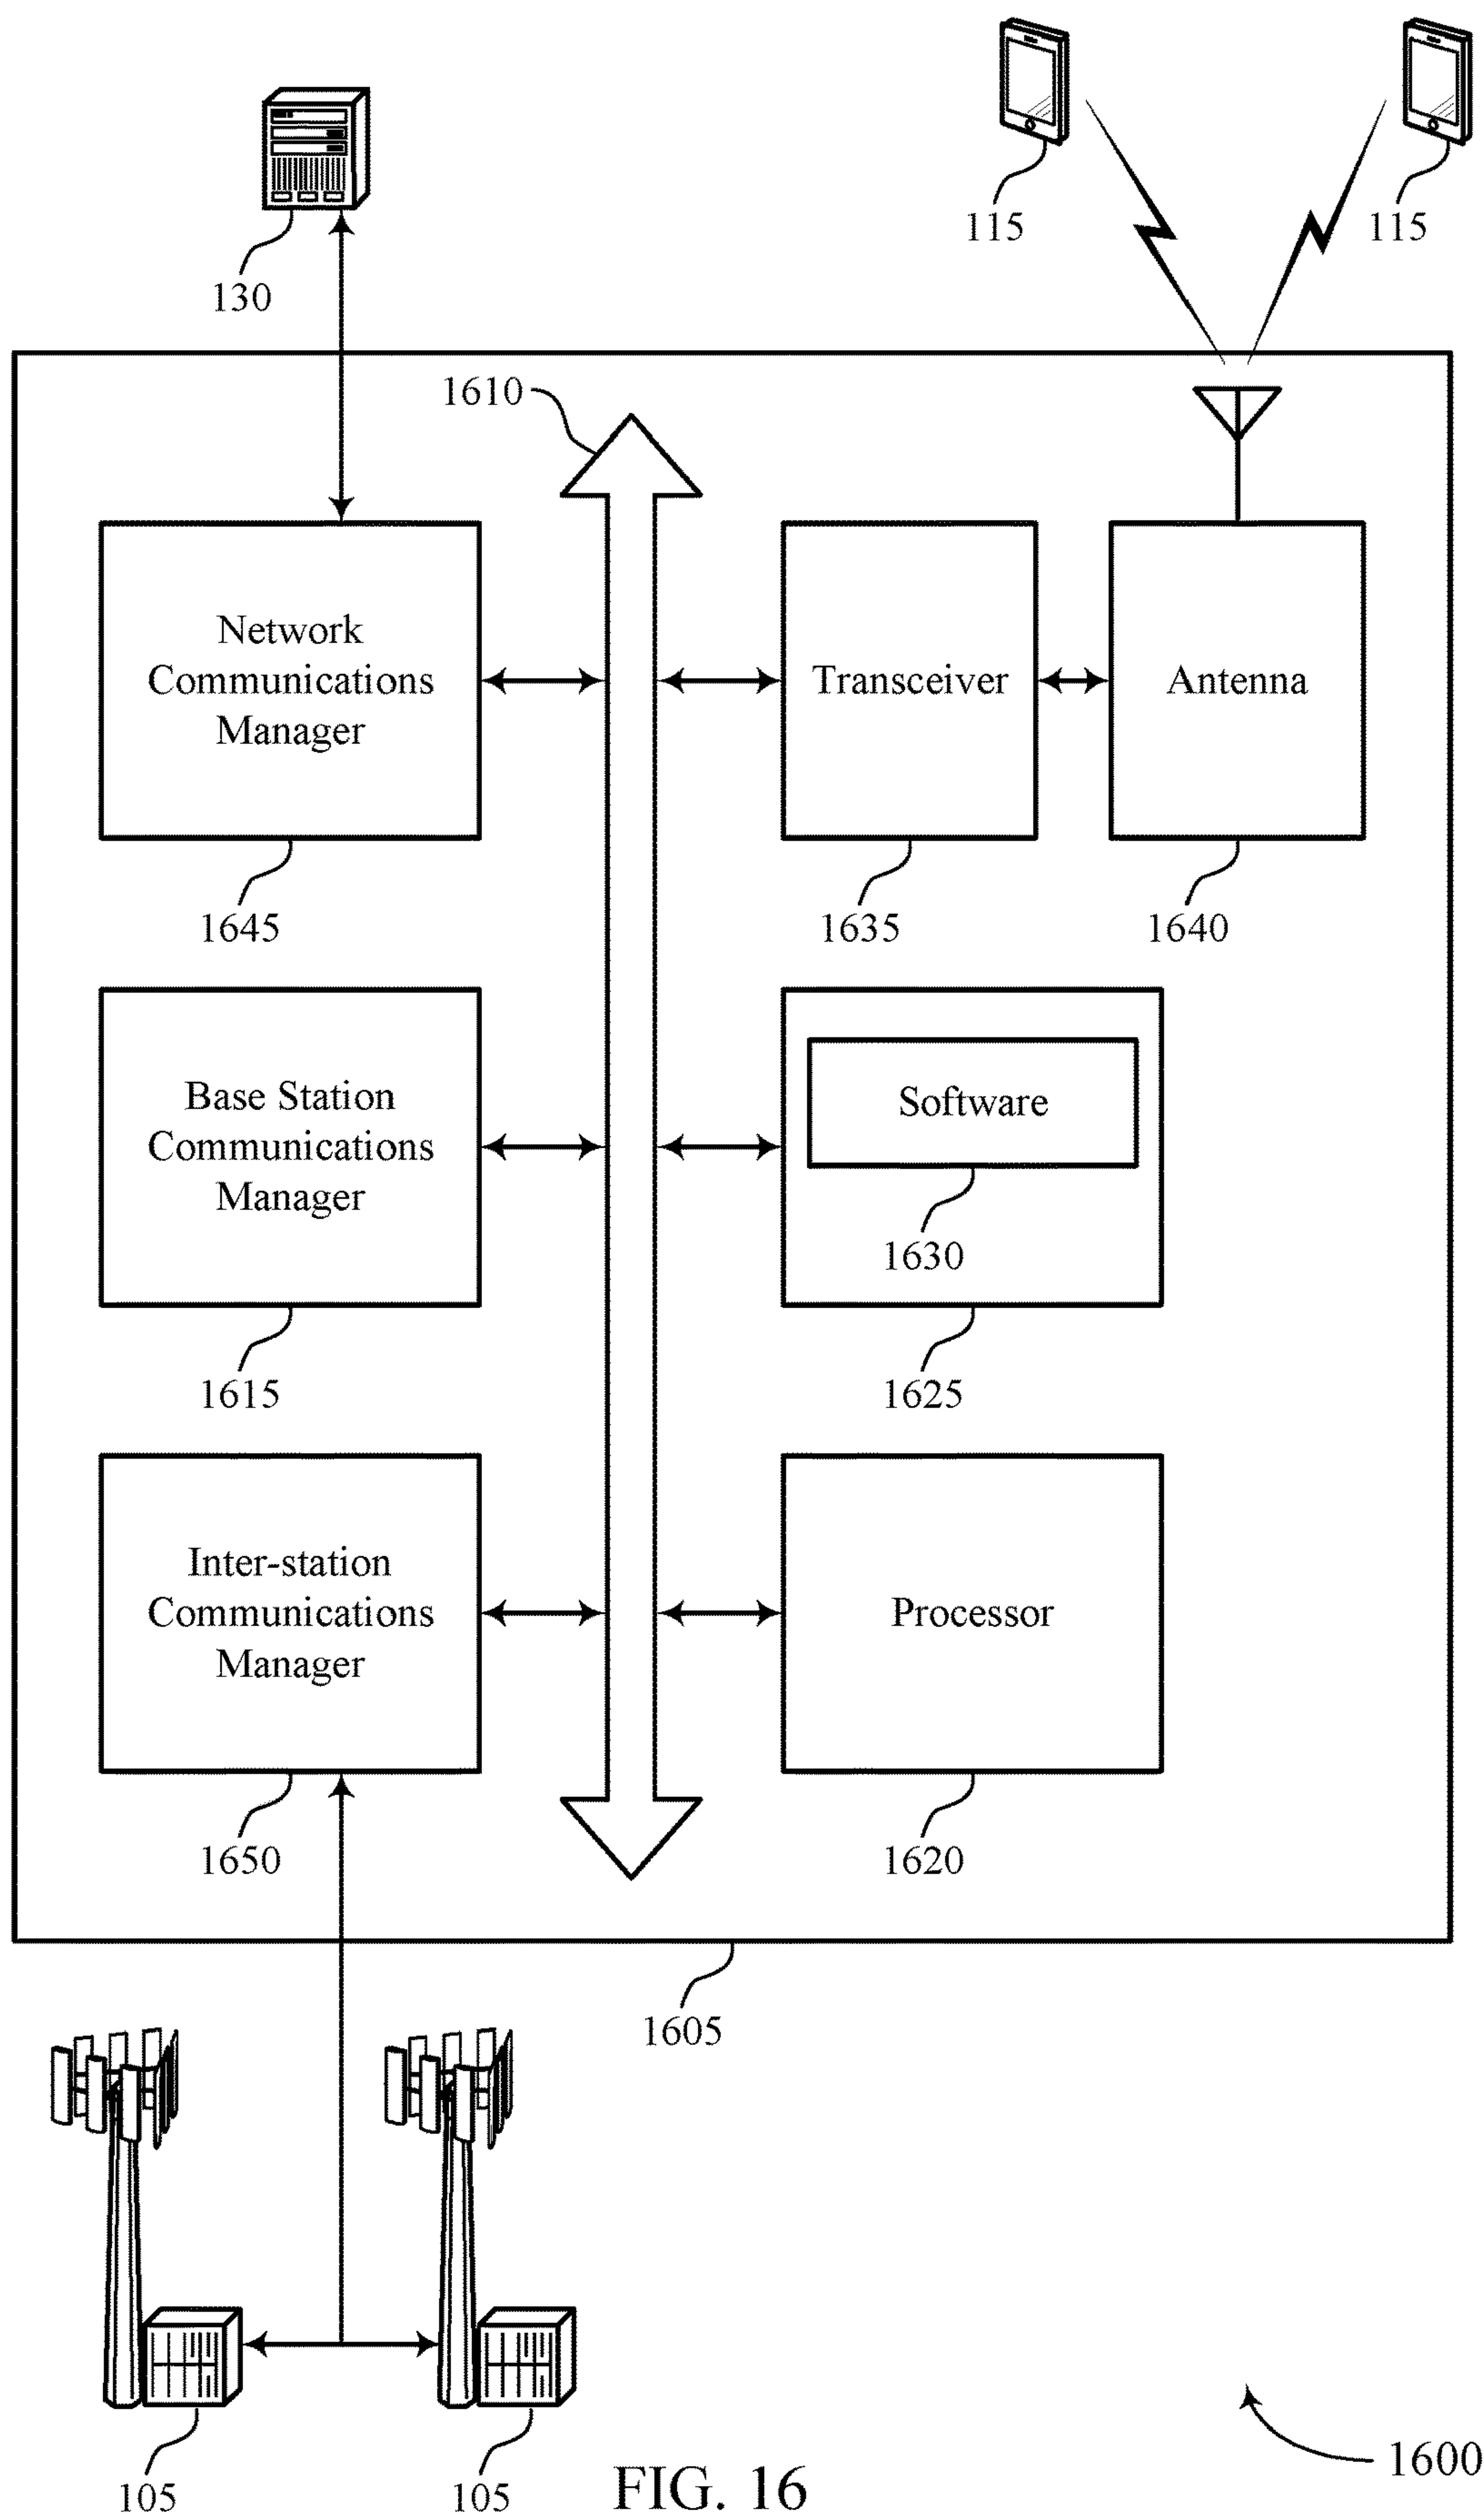 115
115
130
1610
Network
Communications
Manager
Transceiver
Antenna
1645
1635
1640
Base Station
Communications
Manager
Software
1630
1615
1625
Inter-station
Communications
Manager
Processor
1650
1620
1605
105
105
FIG. 16
1600